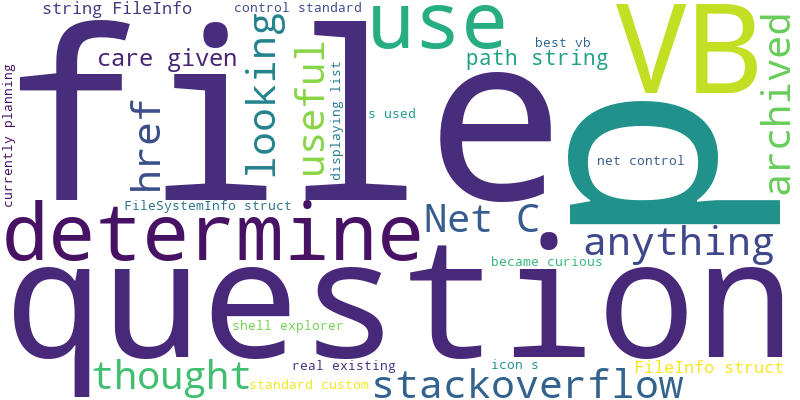 string FileInfo
control standard
use
VB
best vb
file
care given
looking
path string
archived
currently planning
href
useful
displaying list
s used
p
net control
FileSystemInfo struct
determine
Net C
anything
question
became curious
shell explorer
thought
real existing
icon s
FileInfo struct
standard custom
stackoverflow